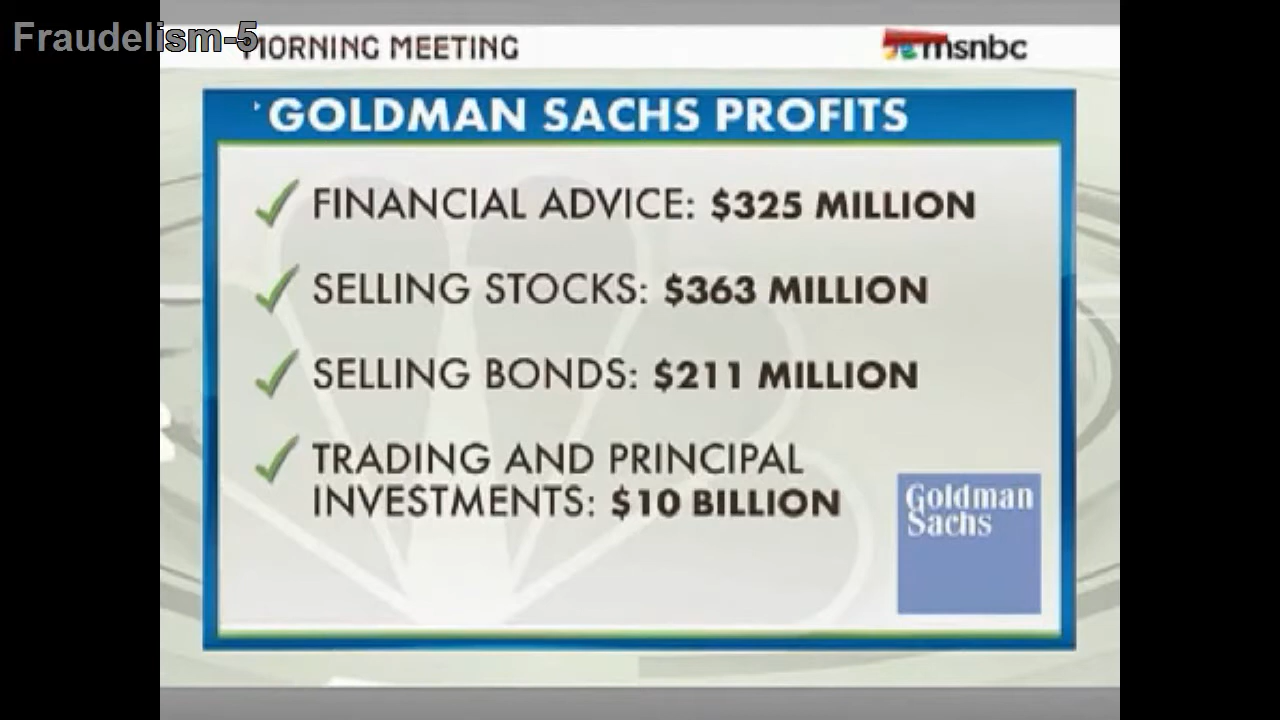 Fraudelism-5
MORNING MEETING
msnbc
GOLDMAN SACHS PROFITS
FINANCIAL ADVICE: $325 MILLION
SELLING STOCKS: $363 MILLION
SELLING BONDS: $211 MILLION
TRADING AND PRINCIPAL
INVESTMENTS: $10 BILLION
Goldman
Sachs